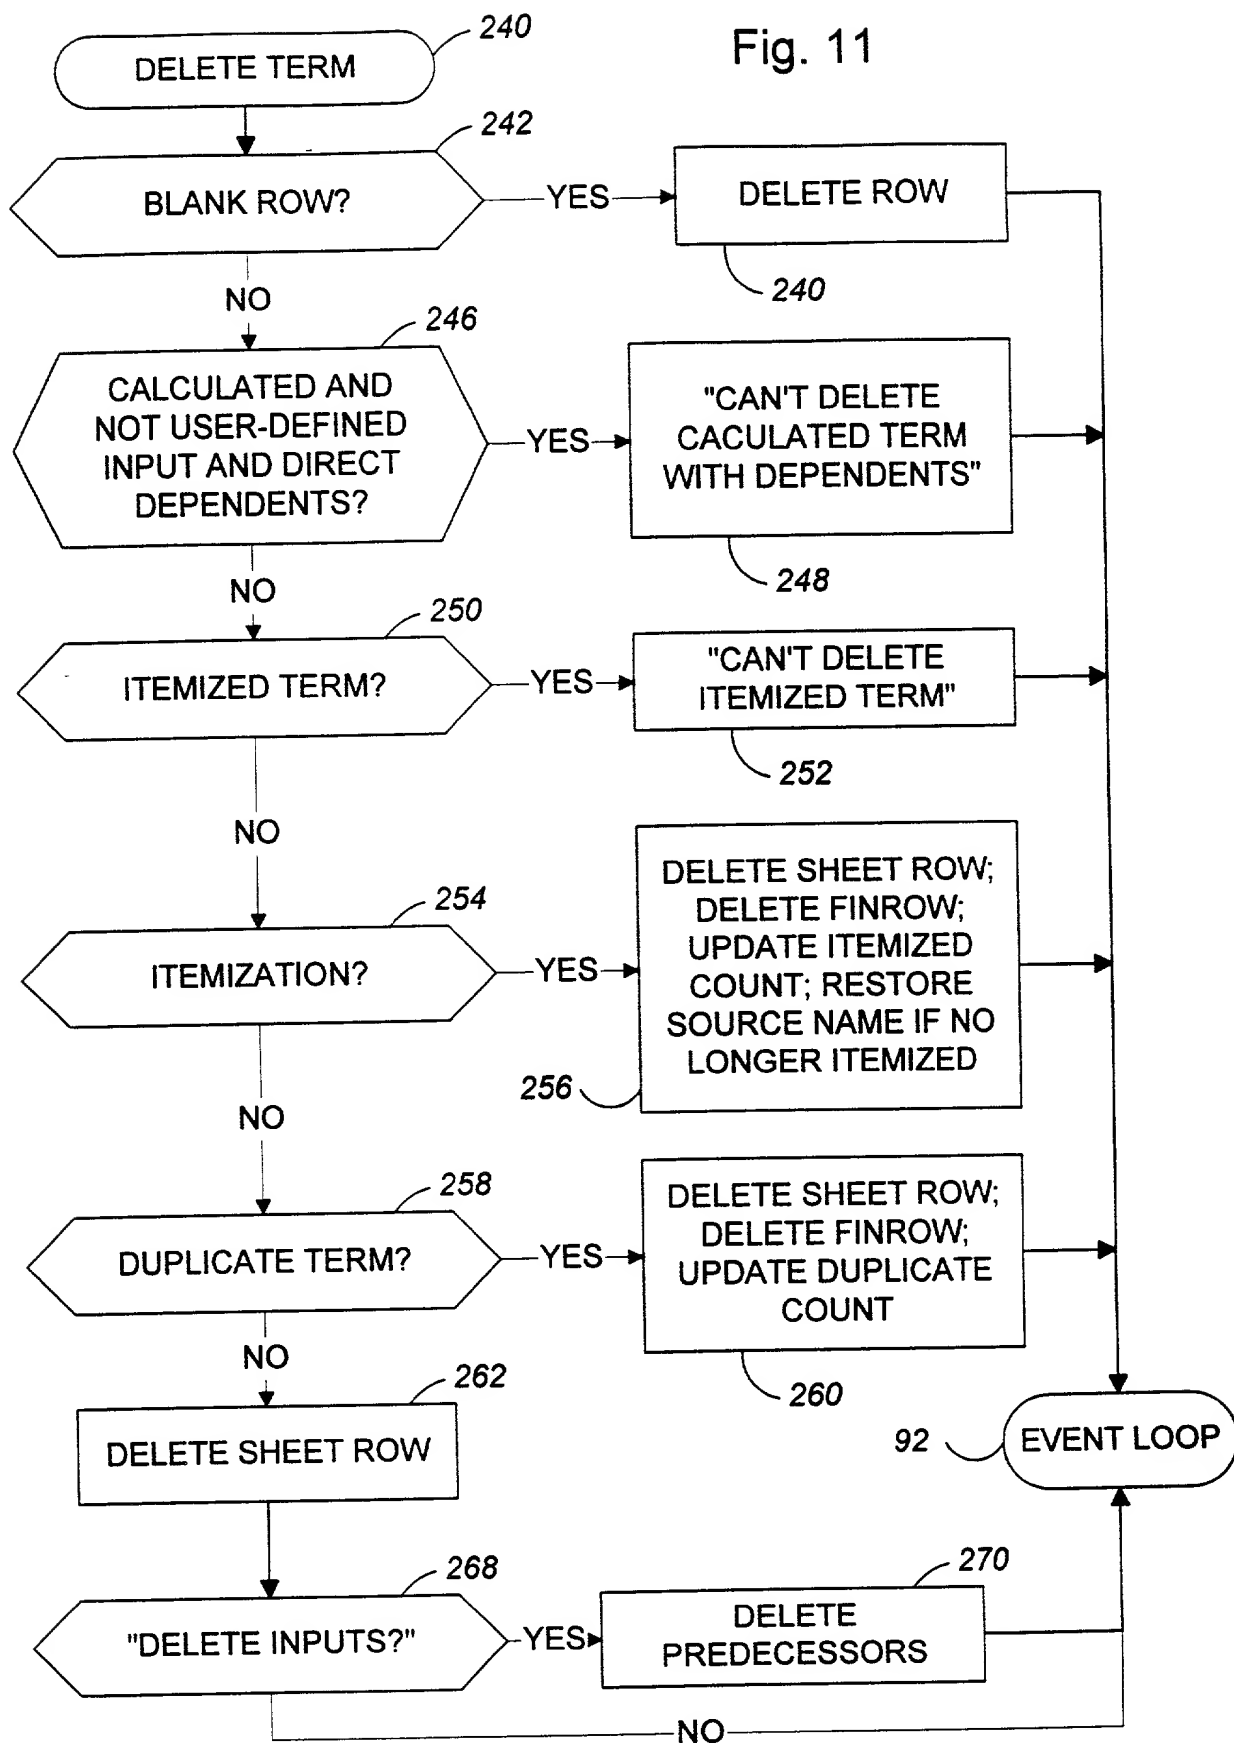 Fig. 11
240
DELETE TERM
242
BLANK ROW?
YES
DELETE ROW
240
NO
246
CALCULATED AND
NOT USER-DEFINED
INPUT AND DIRECT
DEPENDENTS?
YES
"CAN'T DELETE
CACULATED TERM
WITH DEPENDENTS"
248
NO
250
ITEMIZED TERM?
YES
"CAN'T DELETE
ITEMIZED TERM"
252
NO
254
ITEMIZATION?
YES
DELETE SHEET ROW;
DELETE FINROW;
UPDATE ITEMIZED
COUNT; RESTORE
SOURCE NAME IF NO
LONGER ITEMIZED
256
NO
258
DUPLICATE TERM?
YES
DELETE SHEET ROW;
DELETE FINROW;
UPDATE DUPLICATE
COUNT
260
NO
262
DELETE SHEET ROW
92
EVENT LOOP
268
"DELETE INPUTS?"
YES
270
DELETE
PREDECESSORS
NO